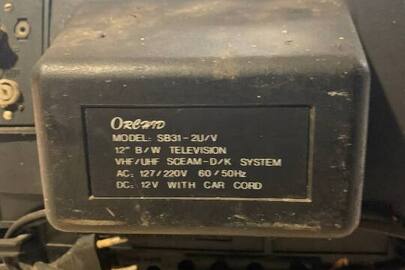 ORCHID
MODEL: SB31-2U/V
12" B/W TELEVISION
VHF/UHF SCEAM-D/K SYSTEM
AC: 127/220V 60/50Hz
DC: 12V WITH CAR CORD